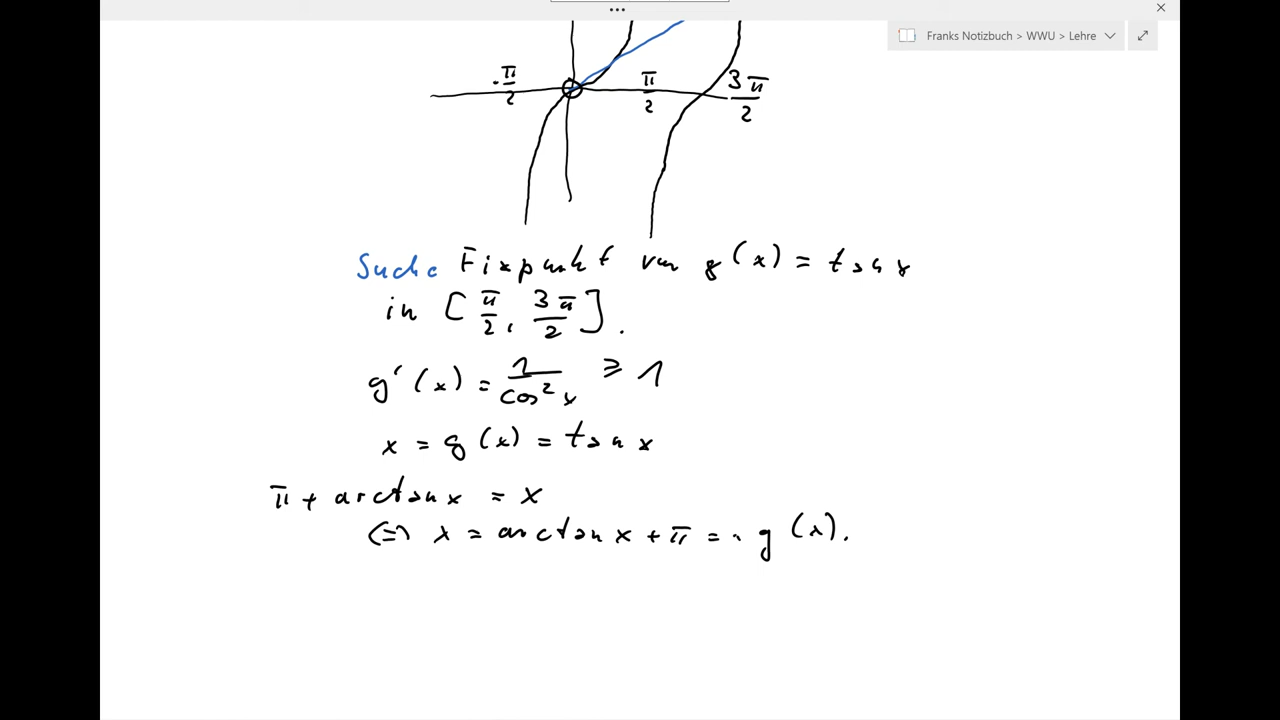 Franks Notizbuch > WWU > Lehre
-π/2 π/2 3π/2
Suche Fixpunkt von g(x) = tan x
in [π/2, 3π/2].
g'(x) = 1/cos² x ≥ 1
x = g(x) = tan x
π + arctan x = x
⇔ x = arctan x + π =: g(x).